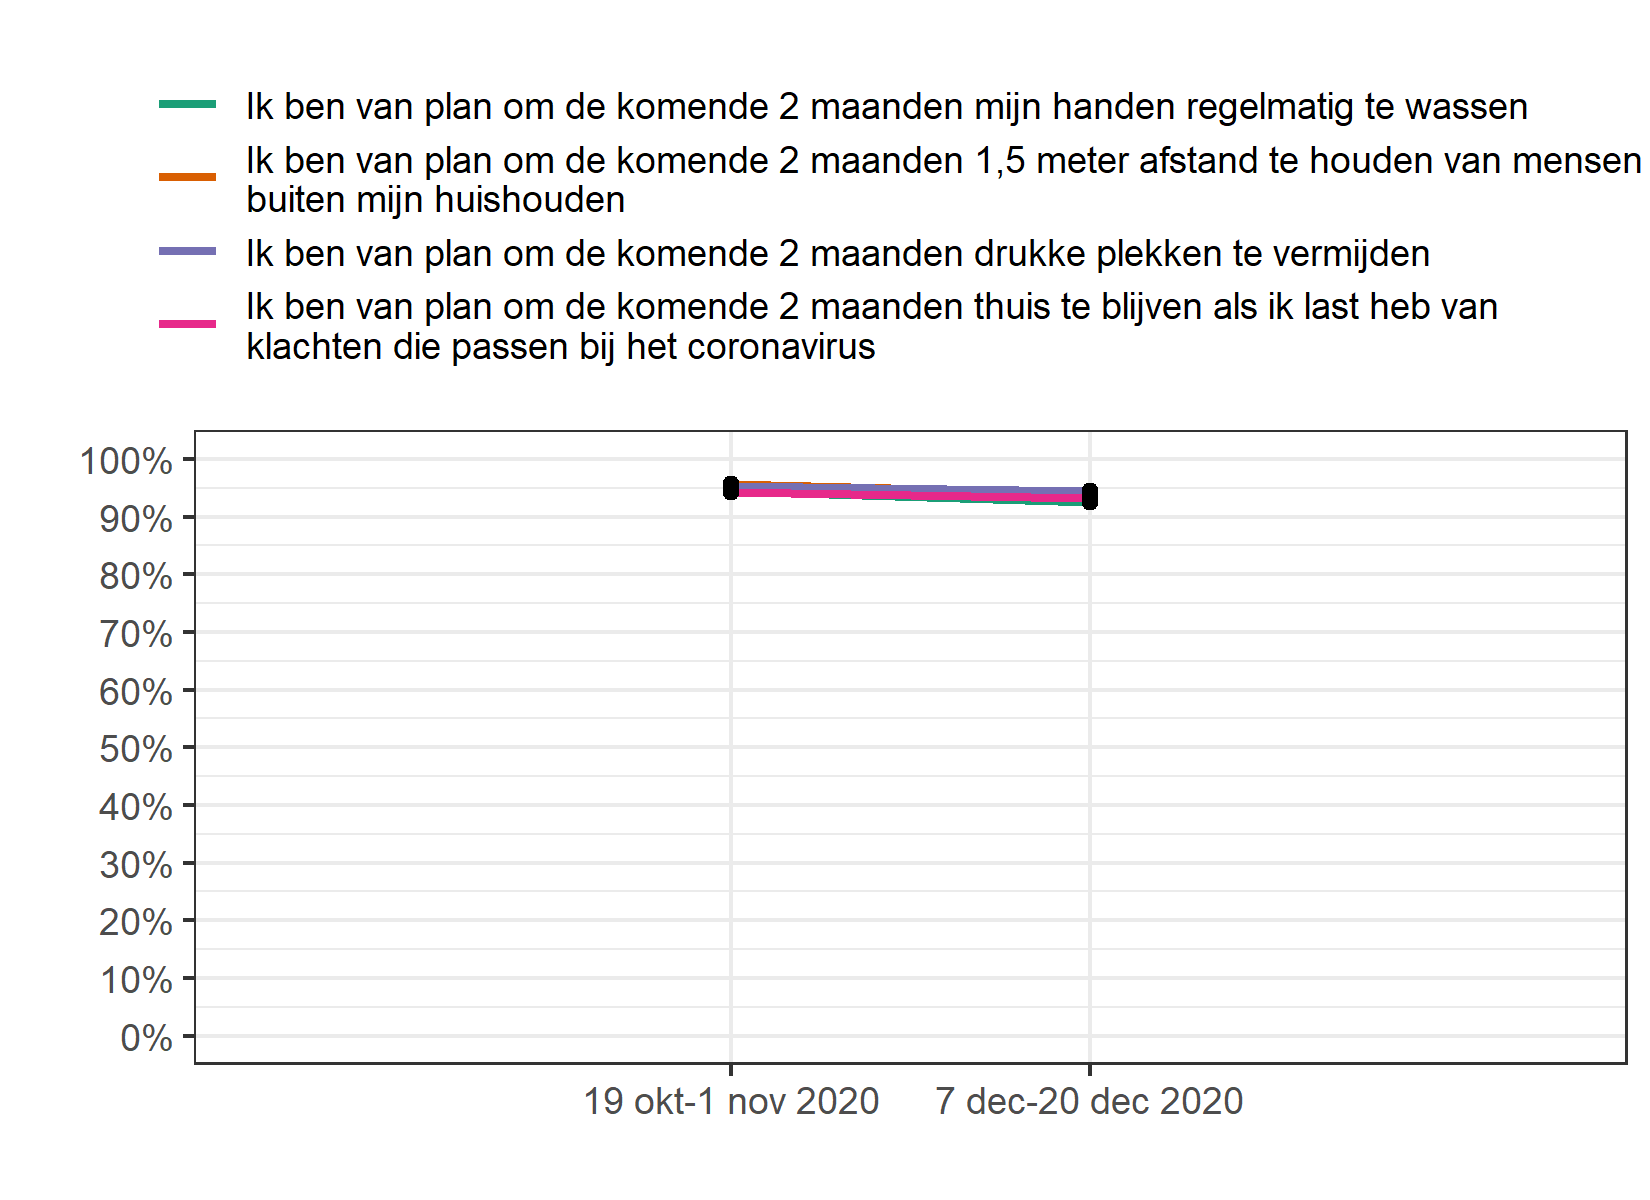 Ik ben van plan om de komende 2 maanden mijn handen regelmatig te wassen
Ik ben van plan om de komende 2 maanden 1,5 meter afstand te houden van mensen
buiten mijn huishouden
Ik ben van plan om de komende 2 maanden drukke plekken te vermijden
Ik ben van plan om de komende 2 maanden thuis te blijven als ik last heb van
klachten die passen bij het coronavirus
100%
90%
80%
70%
60%
50%
40%
30%
20%
10%
0%
19 okt-1 nov 2020
7 dec-20 dec 2020